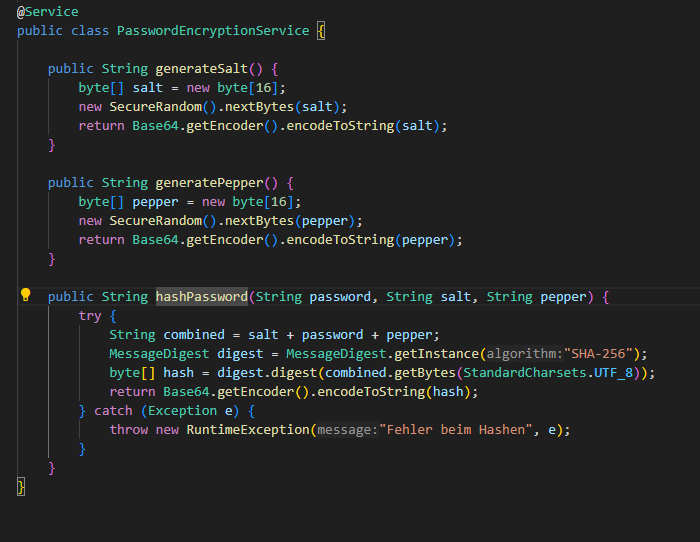 @Service
public class PasswordEncryptionService {
public String generateSalt() {
byte[] salt = new byte[16];
new SecureRandom().nextBytes(salt);
return Base64.getEncoder().encodeToString(salt);
}
public String generatePepper() {
byte[] pepper = new byte[16];
new SecureRandom().nextBytes(pepper);
return Base64.getEncoder().encodeToString(pepper);
}
public String hashPassword(String password, String salt, String pepper) {
try {
String combined = salt + password + pepper;
MessageDigest digest = MessageDigest.getInstance(algorithm:"SHA-256");
byte[] hash = digest.digest(combined.getBytes(StandardCharsets.UTF_8));
return Base64.getEncoder().encodeToString(hash);
} catch (Exception e) {
throw new RuntimeException(message:"Fehler beim Hashen", e);
}
}
}